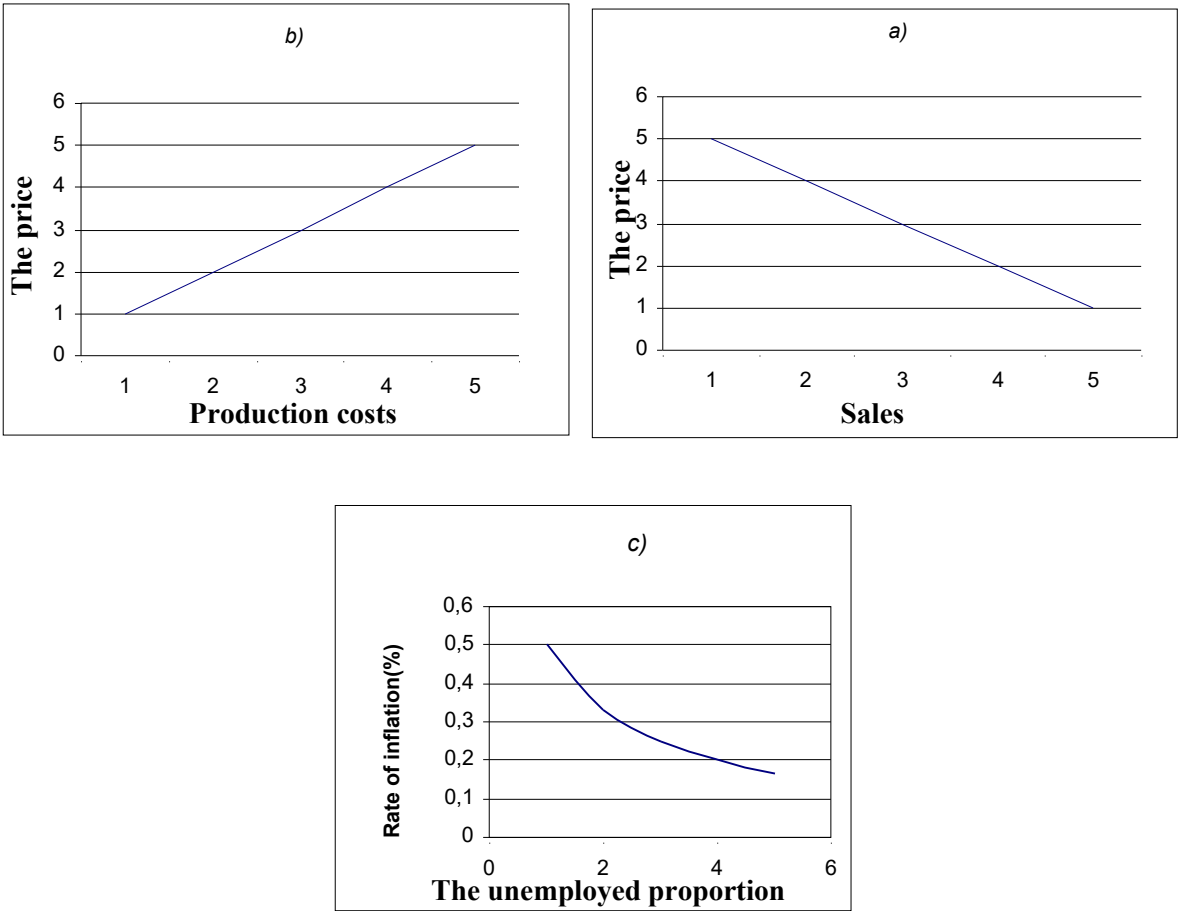 b)
6
5
4
3
2
1
0
The price
1 2 3 4 5
Production costs
a)
6
5
4
3
2
1
0
The price
1 2 3 4 5
Sales
c)
0,6
0,5
0,4
0,3
0,2
0,1
0
Rate of inflation(%)
0 2 4 6
The unemployed proportion